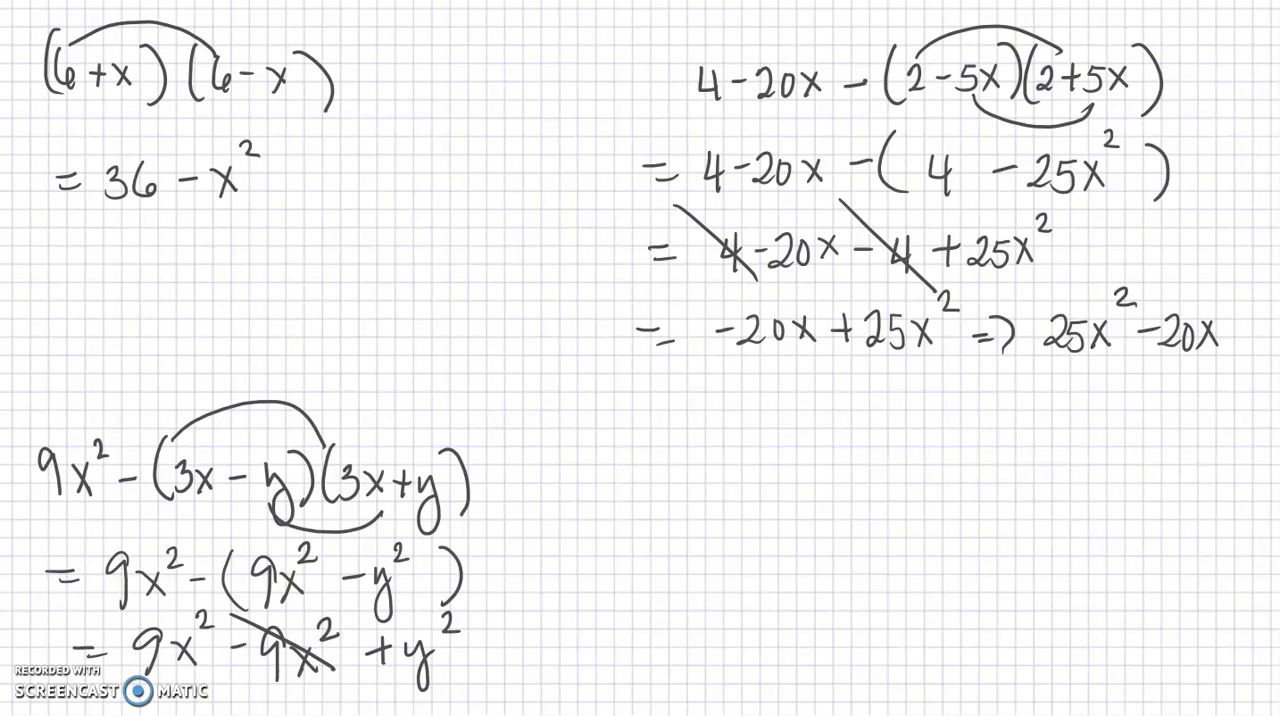 (6+x)(6-x)
= 36 - x²
4-20x - (2-5x)(2+5x)
= 4-20x - (4 - 25x²)
= 4-20x - 4 + 25x²
= -20x + 25x² => 25x² - 20x
9x² - (3x - y)(3x+y)
= 9x² - (9x² - y²)
= 9x² - 9x² + y²
RECORDED WITH
SCREENCAST MATIC